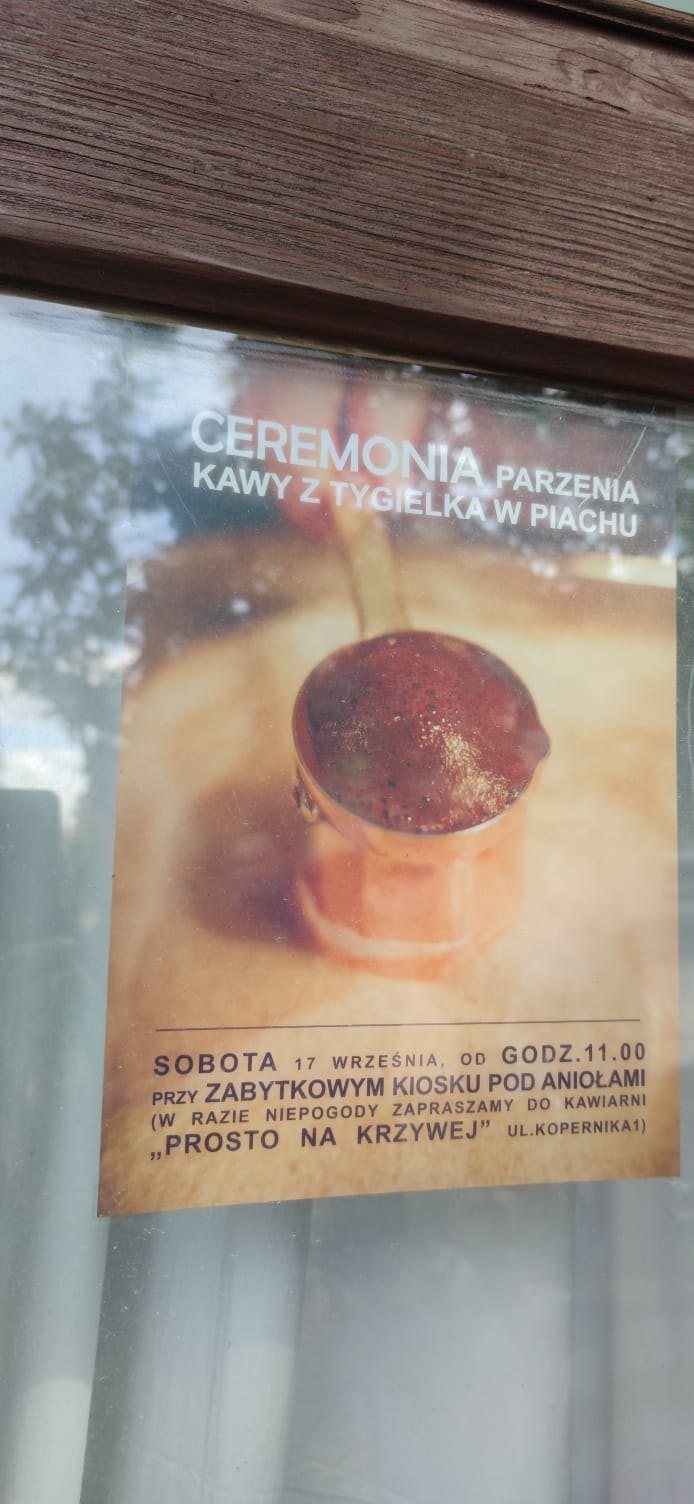 CEREMONIA PARZENIA
KAWY Z TYGIELKA W PIACHU
SOBOTA 17 WRZEŚNIA, OD GODZ.11.00
PRZY ZABYTKOWYM KIOSKU POD ANIOŁAMI
(W RAZIE NIEPOGODY ZAPRASZAMY DO KAWIARNI
„PROSTO NA KRZYWEJ” UL.KOPERNIKA1)